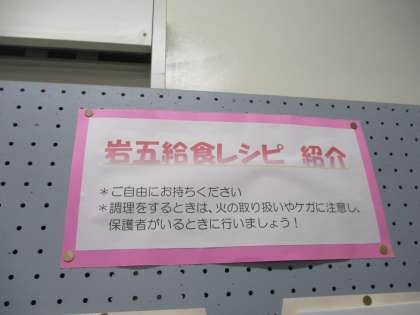 岩五給食レシピ 紹介
＊ご自由にお持ちください
＊調理をするときは、火の取り扱いやケガに注意し、
保護者がいるときに行いましょう！